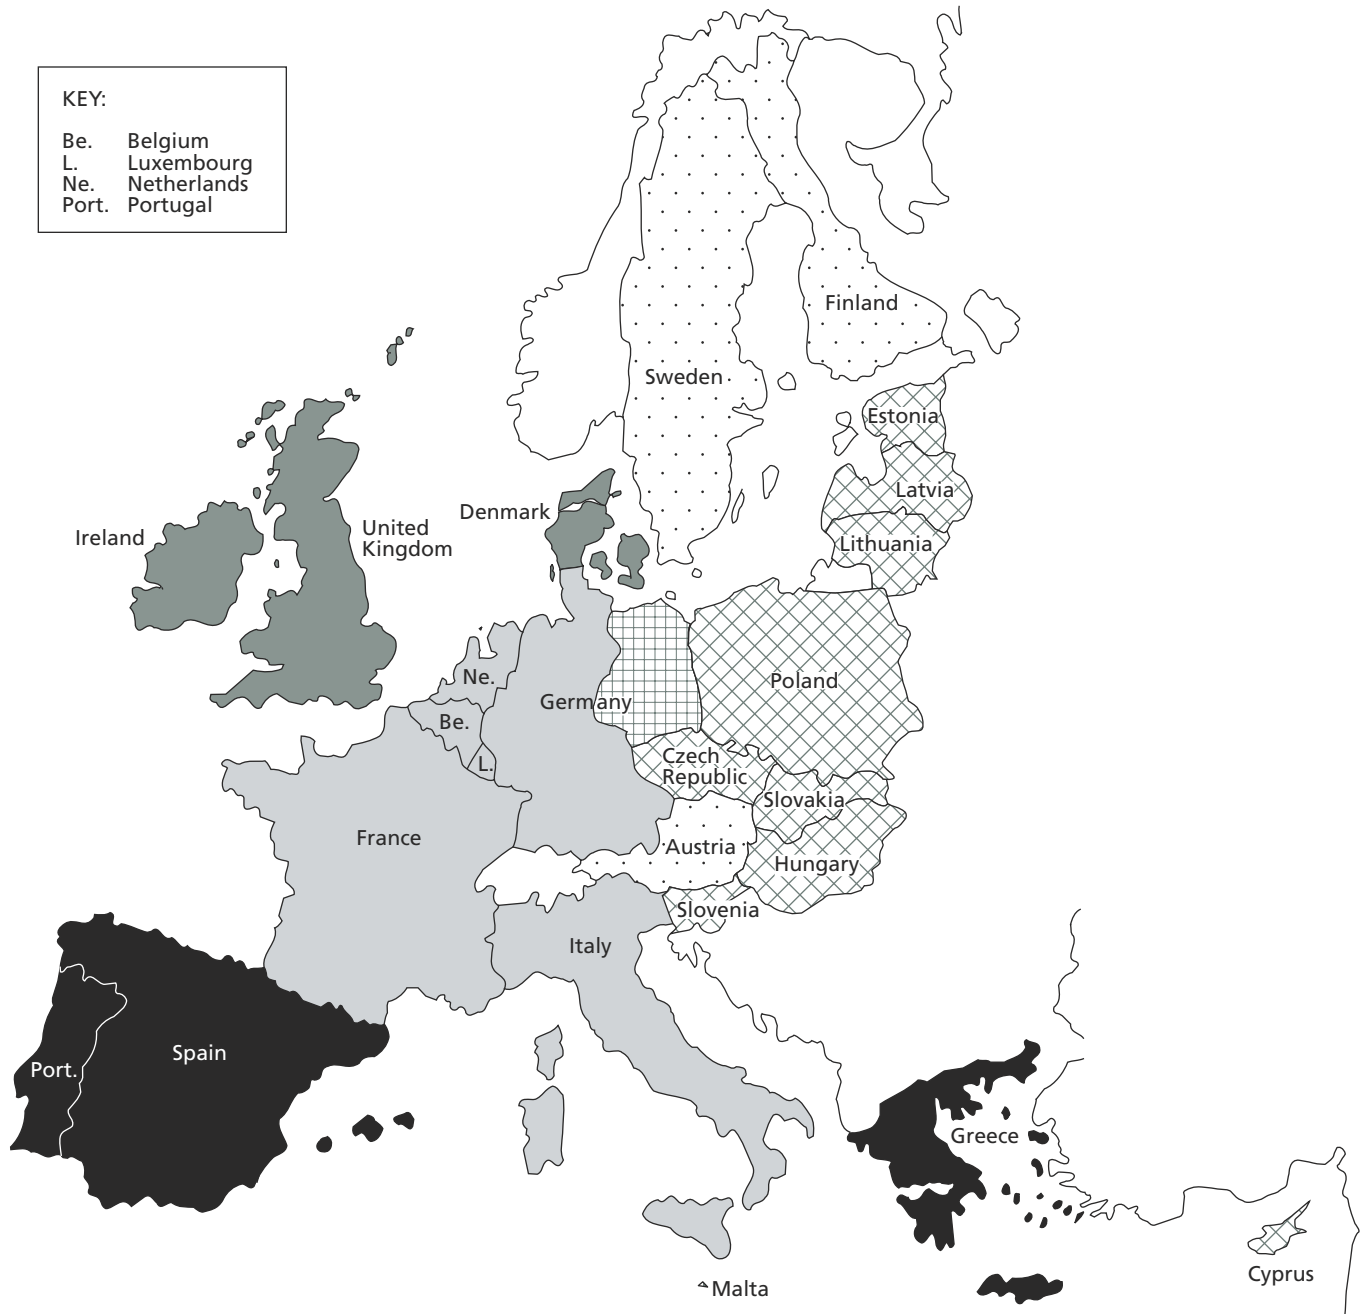 KEY:
Be. Belgium
L. Luxembourg
Ne. Netherlands
Port. Portugal
Finland
Sweden
Estonia
Latvia
Denmark
Ireland
United
Kingdom
Lithuania
Ne.
Poland
Germany
Be.
Czech
Republic
L.
Slovakia
France
Austria
Hungary
Slovenia
Italy
Spain
Port.
Greece
Cyprus
Malta